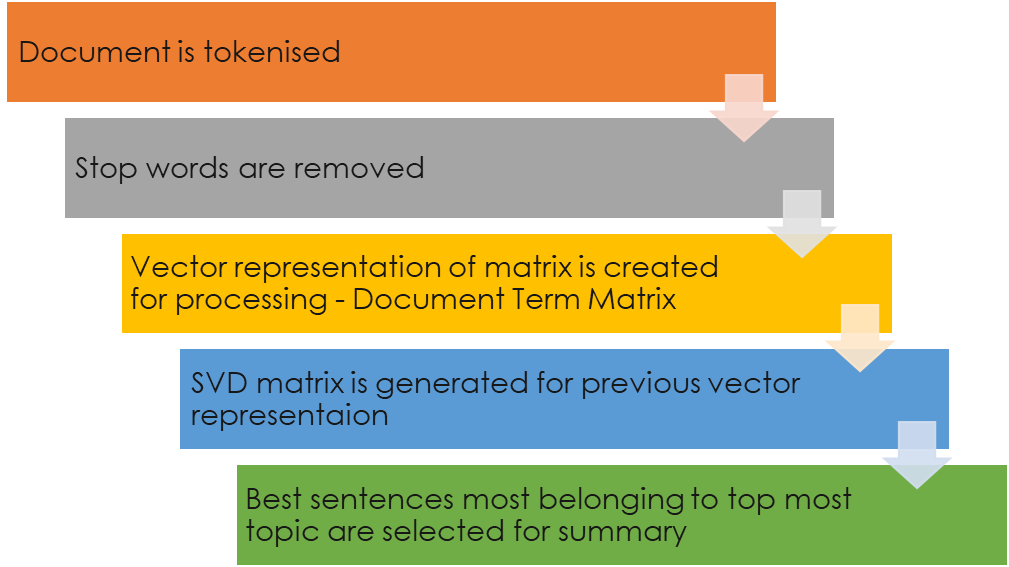 Document is tokenised
Stop words are removed
Vector representation of matrix is created
for processing - Document Term Matrix
SVD matrix is generated for previous vector
representaion
Best sentences most belonging to top most
topic are selected for summary